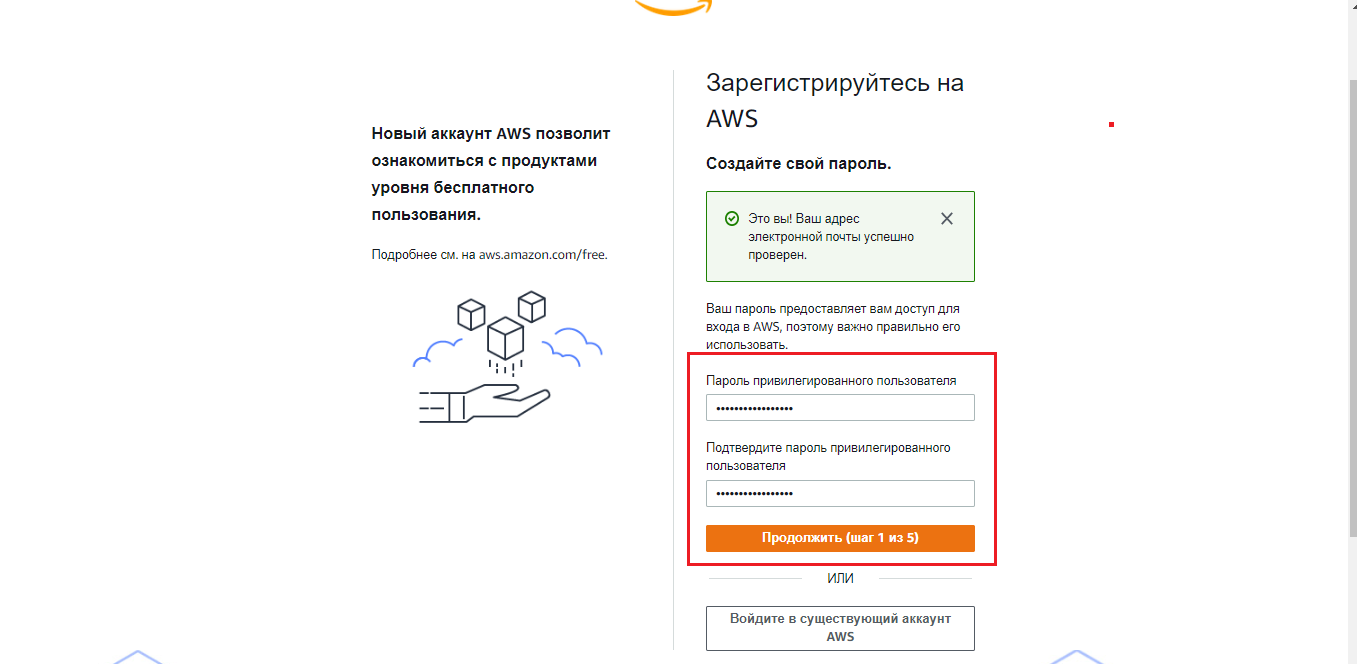 Новый аккаунт AWS позволит
ознакомиться с продуктами
уровня бесплатного
пользования.
Подробнее см. на aws.amazon.com/free.
Зарегистрируйтесь на
AWS
Создайте свой пароль.
Это вы! Ваш адрес
электронной почты успешно
проверен.
Ваш пароль предоставляет вам доступ для
входа в AWS, поэтому важно правильно его
использовать.
Пароль привилегированного пользователя
•••••••••••••••••
Подтвердите пароль привилегированного
пользователя
•••••••••••••••••
Продолжить (шаг 1 из 5)
ИЛИ
Войдите в существующий аккаунт
AWS